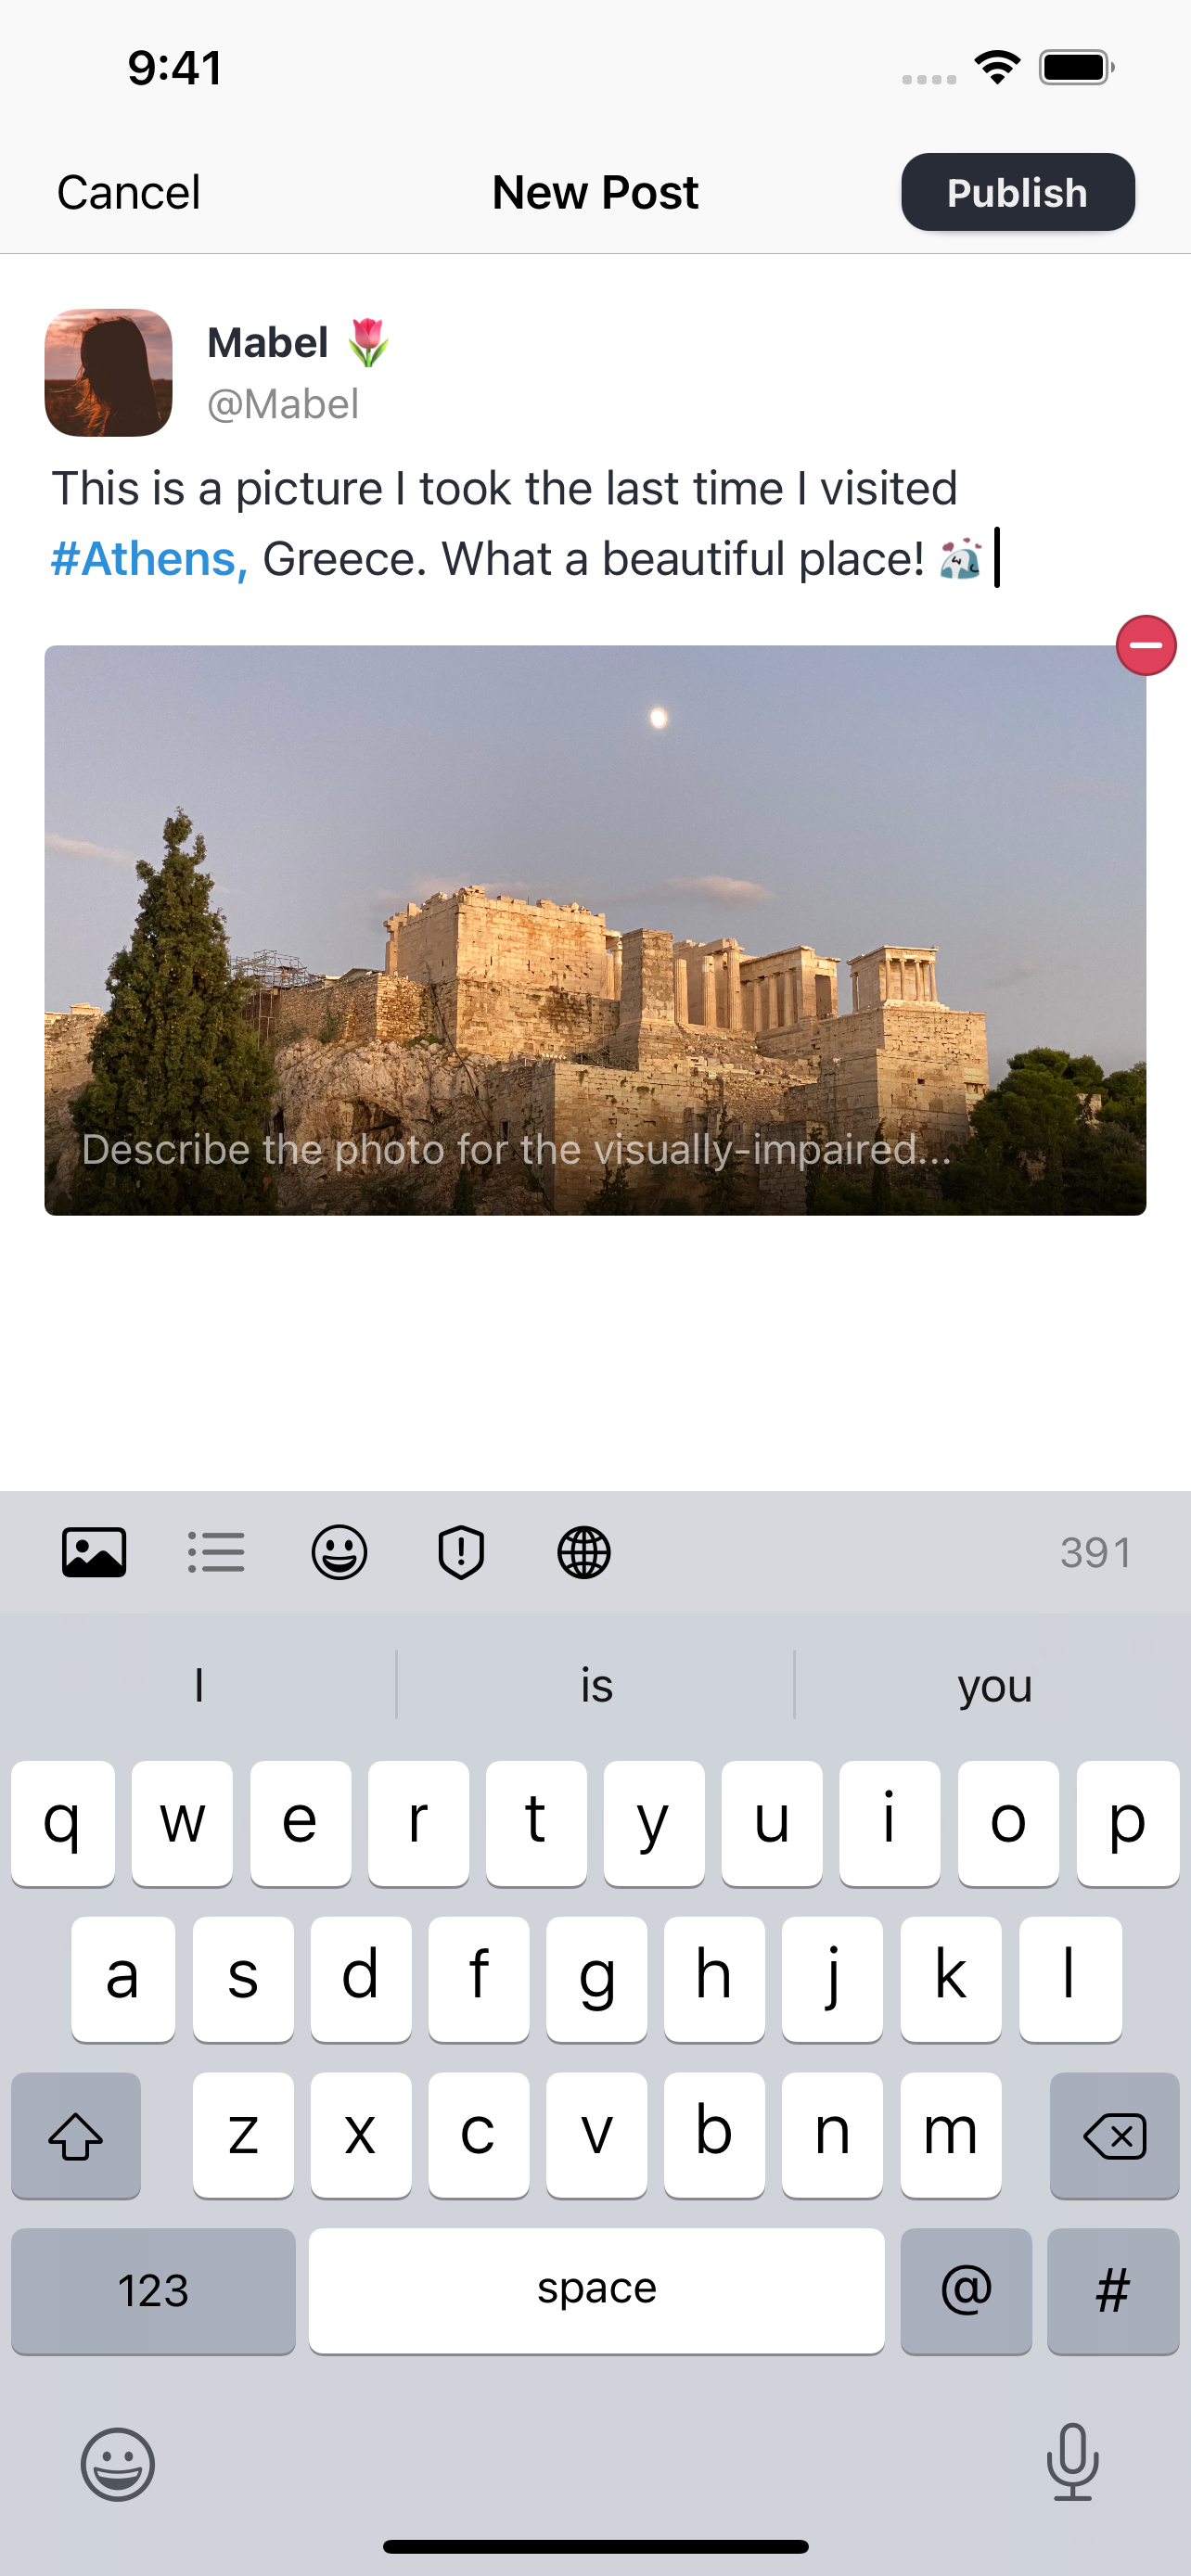 9:41
Cancel New Post Publish
Mabel 🌷
@Mabel
This is a picture I took the last time I visited
#Athens, Greece. What a beautiful place!
Describe the photo for the visually-impaired...
391
I is you
q w e r t y u i o p
a s d f g h j k l
z x c v b n m
123 space @ #